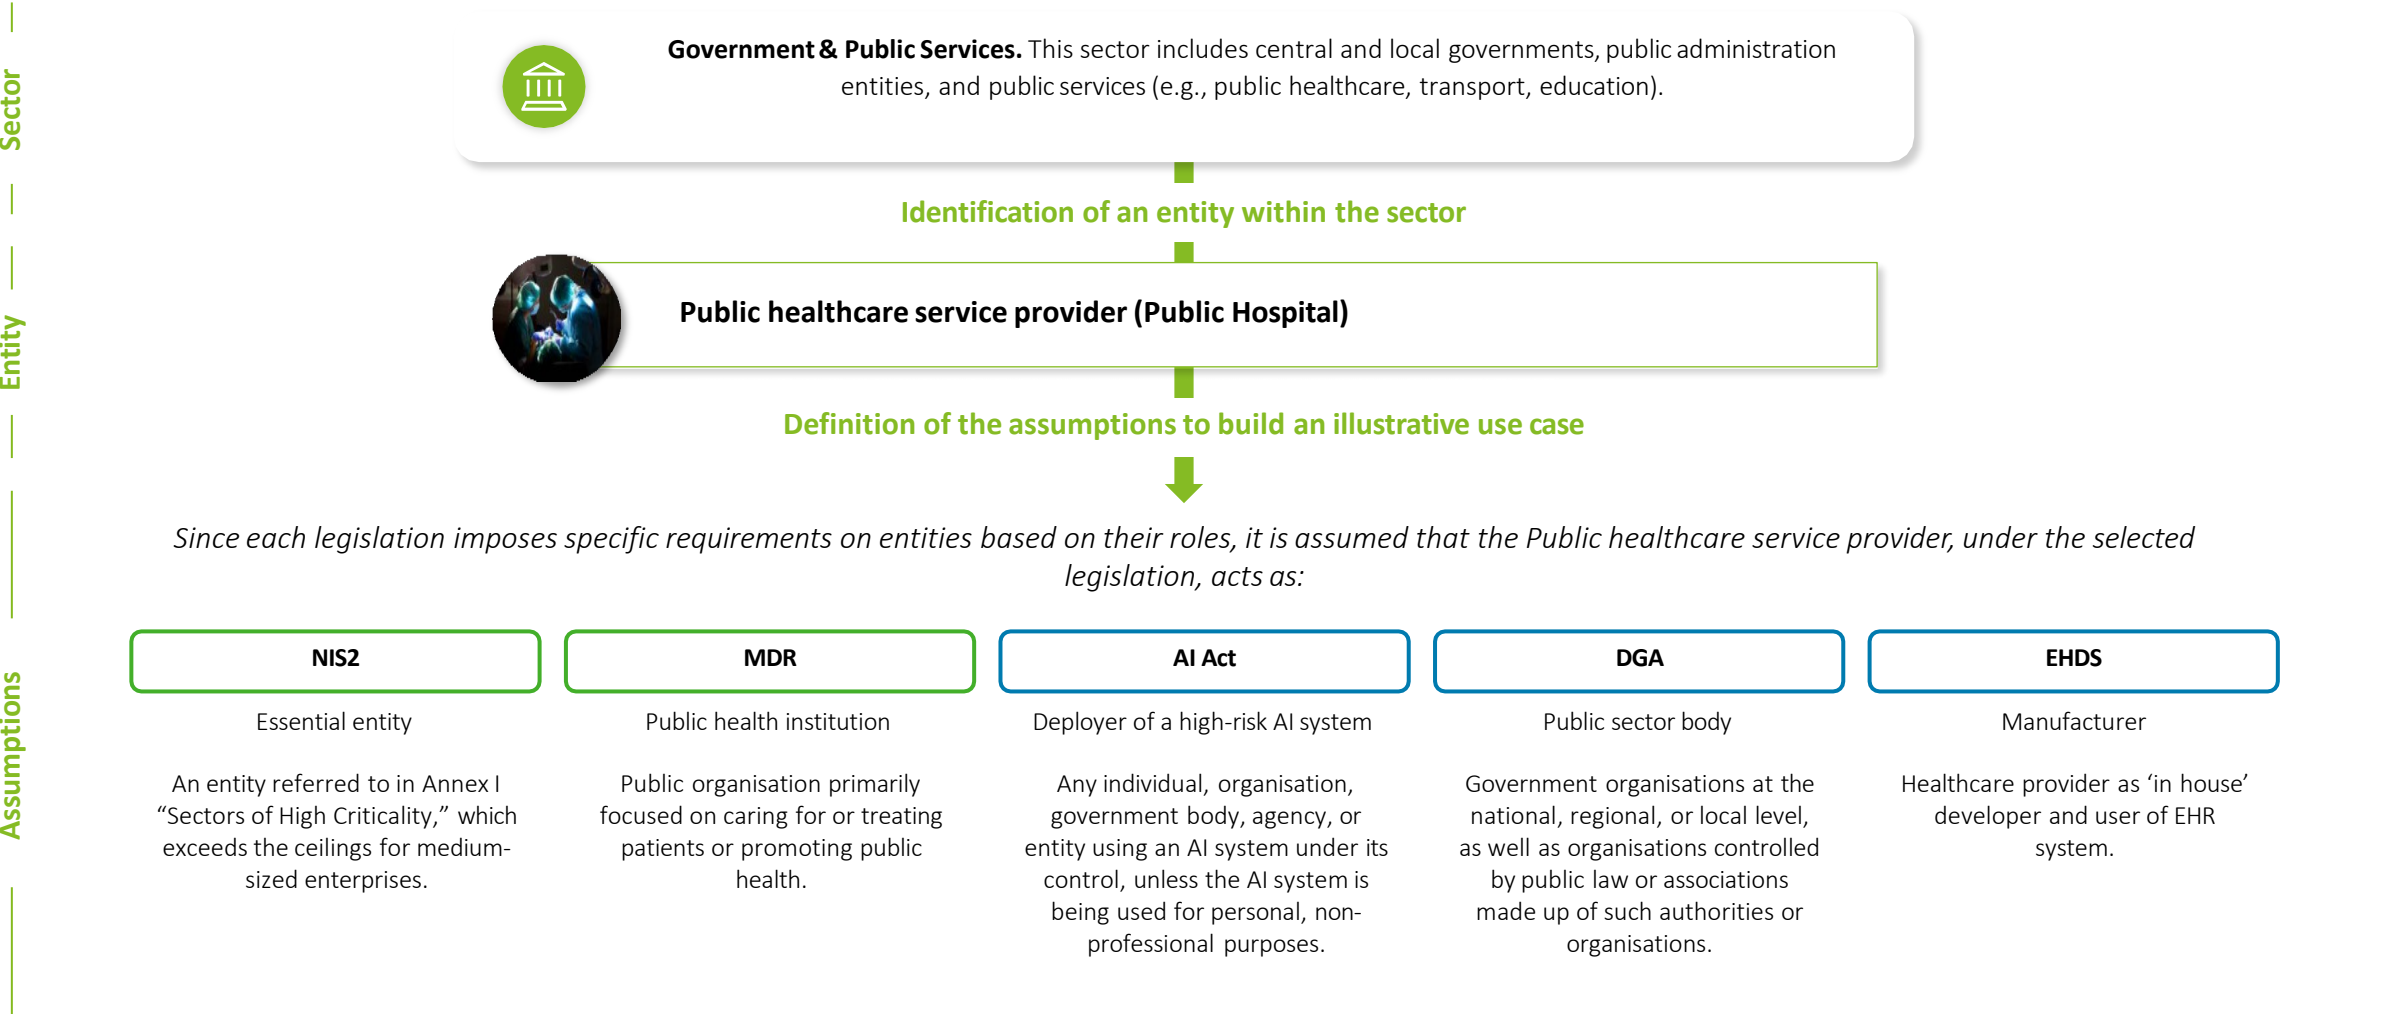 Sector
Government & Public Services. This sector includes central and local governments, public administration
entities, and public services (e.g., public healthcare, transport, education).
Identification of an entity within the sector
Entity
Public healthcare service provider (Public Hospital)
Definition of the assumptions to build an illustrative use case
Assumptions
Since each legislation imposes specific requirements on entities based on their roles, it is assumed that the Public healthcare service provider, under the selected
legislation, acts as:
NIS2
Essential entity
An entity referred to in Annex I
“Sectors of High Criticality,” which
exceeds the ceilings for medium-
sized enterprises.
MDR
Public health institution
Public organisation primarily
focused on caring for or treating
patients or promoting public
health.
AI Act
Deployer of a high-risk AI system
Any individual, organisation,
government body, agency, or
entity using an AI system under its
control, unless the AI system is
being used for personal, non-
professional purposes.
DGA
Public sector body
Government organisations at the
national, regional, or local level,
as well as organisations controlled
by public law or associations
made up of such authorities or
organisations.
EHDS
Manufacturer
Healthcare provider as ‘in house’
developer and user of EHR
system.